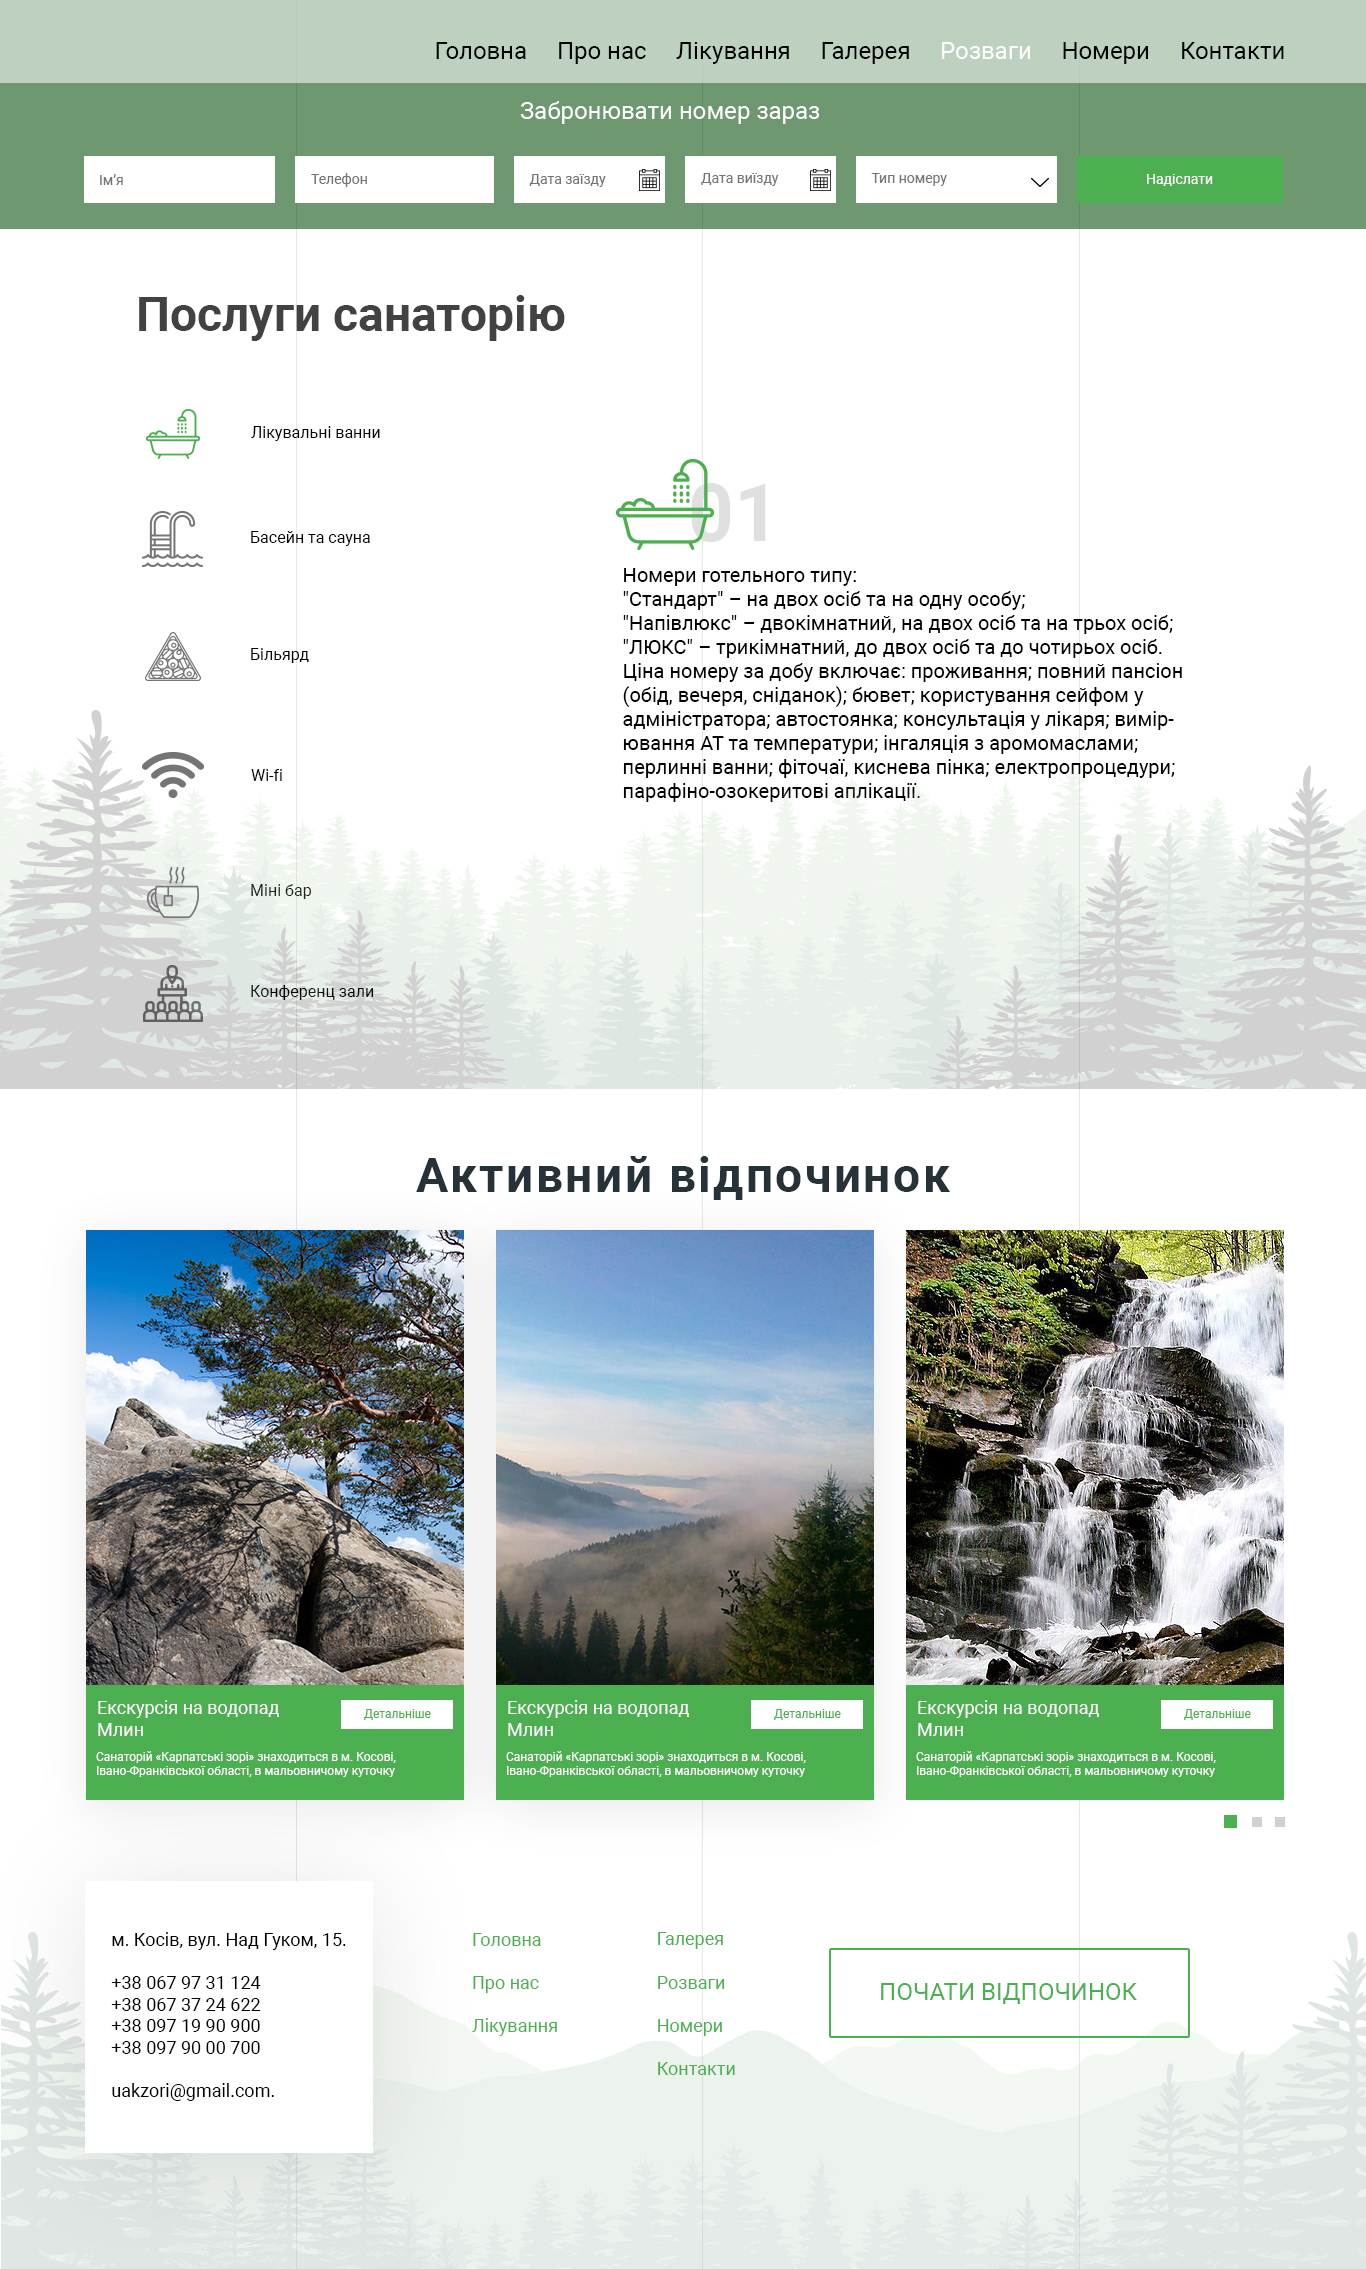 Головна Про нас Лікування Галерея Розваги Номери Контакти
Забронювати номер зараз
Ім'я Телефон Дата заїзду Дата виїзду Тип номеру Надіслати
Послуги санаторію
Лікувальні ванни
Басейн та сауна
Більярд
Wi-fi
Міні бар
Конференц зали
01
Номери готельного типу:
"Стандарт" – на двох осіб та на одну особу;
"Напівлюкс" – двокімнатний, на двох осіб та на трьох осіб;
"ЛЮКС" – трикімнатний, до двох осіб та до чотирьох осіб.
Ціна номеру за добу включає: проживання; повний пансіон
(обід, вечеря, сніданок); бювет; користування сейфом у
адміністратора; автостоянка; консультація у лікаря; вимір-
ювання АТ та температури; інгаляція з аромомаслами;
перлинні ванни; фіточаї, киснева пінка; електропроцедури;
парафіно-озокеритові аплікації.
Активний відпочинок
Екскурсія на водопад
Млин
Детальніше
Санаторій «Карпатські зорі» знаходиться в м. Косові,
Івано-Франківської області, в мальовничому куточку
Екскурсія на водопад
Млин
Детальніше
Санаторій «Карпатські зорі» знаходиться в м. Косові,
Івано-Франківської області, в мальовничому куточку
Екскурсія на водопад
Млин
Детальніше
Санаторій «Карпатські зорі» знаходиться в м. Косові,
Івано-Франківської області, в мальовничому куточку
м. Косів, вул. Над Гуком, 15.
+38 067 97 31 124
+38 067 37 24 622
+38 097 19 90 900
+38 097 90 00 700
uakzori@gmail.com.
Головна
Про нас
Лікування
Галерея
Розваги
Номери
Контакти
ПОЧАТИ ВІДПОЧИНОК